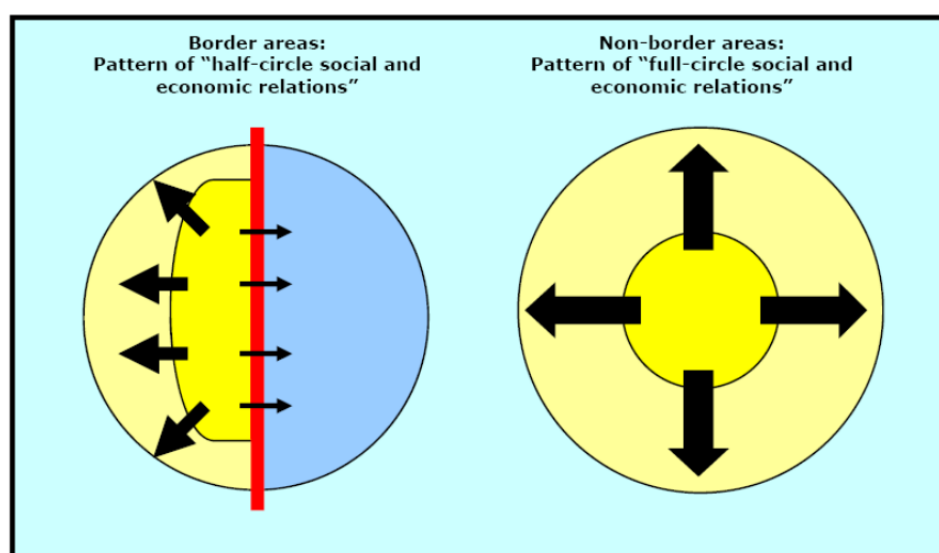 Border areas:
Pattern of “half-circle social and
economic relations”
Non-border areas:
Pattern of “full-circle social and
economic relations”